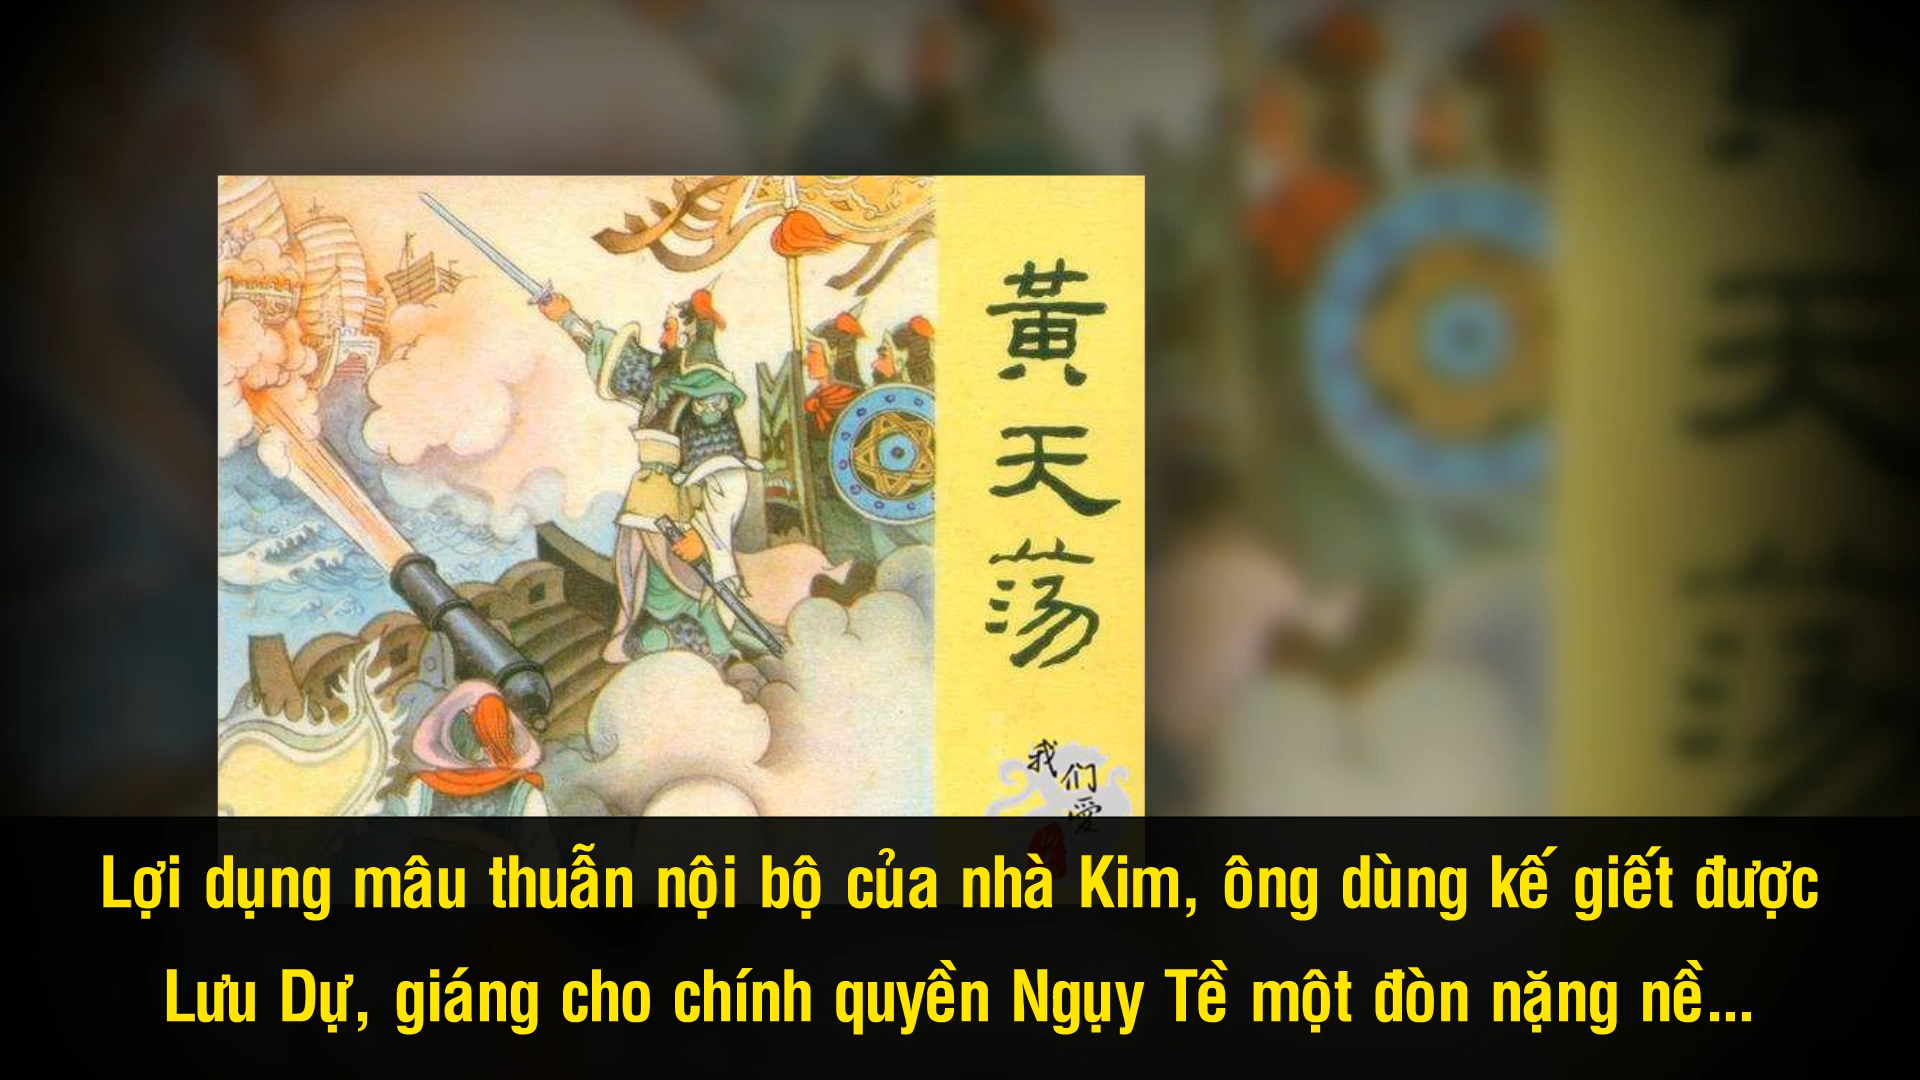 黃天荡
我们爱
Lợi dụng mâu thuẫn nội bộ của nhà Kim, ông dùng kế giết được
Lưu Dự, giáng cho chính quyền Ngụy Tề một đòn nặng nề...